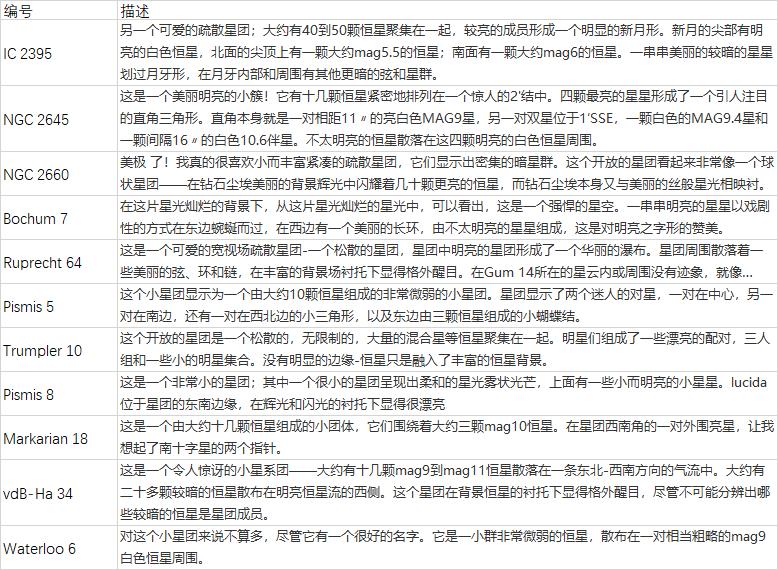 编号 描述
另一个可爱的疏散星团；大约有40到50颗恒星聚集在一起，较亮的成员形成一个明显的新月形。新月的尖部有明
IC 2395 亮的白色恒星，北面的尖顶上有一颗大约mag5.5的恒星；南面有一颗大约mag6的恒星。一串串美丽的较暗的星星
划过月牙形，在月牙内部和周围有其他更暗的弦和星群。
这是一个美丽明亮的小簇！它有十几颗恒星紧密地排列在一个惊人的2'结中。四颗最亮的星星形成了一个引人注目
NGC 2645 的直角三角形。直角本身就是一对相距11〃的亮白色MAG9星，另一对双星位于1'SSE，一颗白色的MAG9.4星和
一颗间隔16〃的白色10.6伴星。不太明亮的恒星散落在这四颗明亮的白色恒星周围。
美极 了！我真的很喜欢小而丰富紧凑的疏散星团，它们显示出密集的暗星群。这个开放的星团看起来非常像一个球
NGC 2660 状星团——在钻石尘埃美丽的背景辉光中闪耀着几十颗更亮的恒星，而钻石尘埃本身又与美丽的丝般星光相映衬。
Bochum 7 在这片星光灿烂的背景下，从这片星光灿烂的星光中，可以看出，这是一个强悍的星空。一串串明亮的星星以戏剧
性的方式在东边蜿蜒而过，在西边有一个美丽的长环，由不太明亮的星星组成，这是对明亮之字形的赞美。
Ruprecht 64 这是一个可爱的宽视场疏散星团-一个松散的星团，星团中明亮的星团形成了一个华丽的瀑布。星团周围散落着一
些美丽的弦、环和链，在丰富的背景场衬托下显得格外醒目。在Gum 14所在的星云内或周围没有迹象，就像...
Pismis 5 这个小星团显示为一个由大约10颗恒星组成的非常微弱的小星团。星团显示了两个迷人的对星，一对在中心，另一
对在南边，还有一对在西北边的小三角形，以及东边由三颗恒星组成的小蝴蝶结。
Trumpler 10 这个开放的星团是一个松散的，无限制的，大量的混合星等恒星聚集在一起。明星们组成了一些漂亮的配对，三人
组和一些小的明星集合。没有明显的边缘-恒星只是融入了丰富的恒星背景。
Pismis 8 这是一个非常小的星团；其中一个很小的星团呈现出柔和的星光雾状光芒，上面有一些小而明亮的小星星。lucida
位于星团的东南边缘，在辉光和闪光的衬托下显得很漂亮
Markarian 18 这是一个由大约十几颗恒星组成的小团体，它们围绕着大约三颗mag10恒星。在星团西南角的一对外围亮星，让我
想起了南十字星的两个指针。
这是一个令人惊讶的小星系团——大约有十几颗mag9到mag11恒星散落在一条东北-西南方向的气流中。大约有
vdB-Ha 34 二十多颗较暗的恒星散布在明亮恒星流的西侧。这个星团在背景恒星的衬托下显得格外醒目，尽管不可能分辨出哪
些较暗的恒星是星团成员。
Waterloo 6 对这个小星团来说不算多，尽管它有一个很好的名字。它是一小群非常微弱的恒星，散布在一对相当粗略的mag9
白色恒星周围。